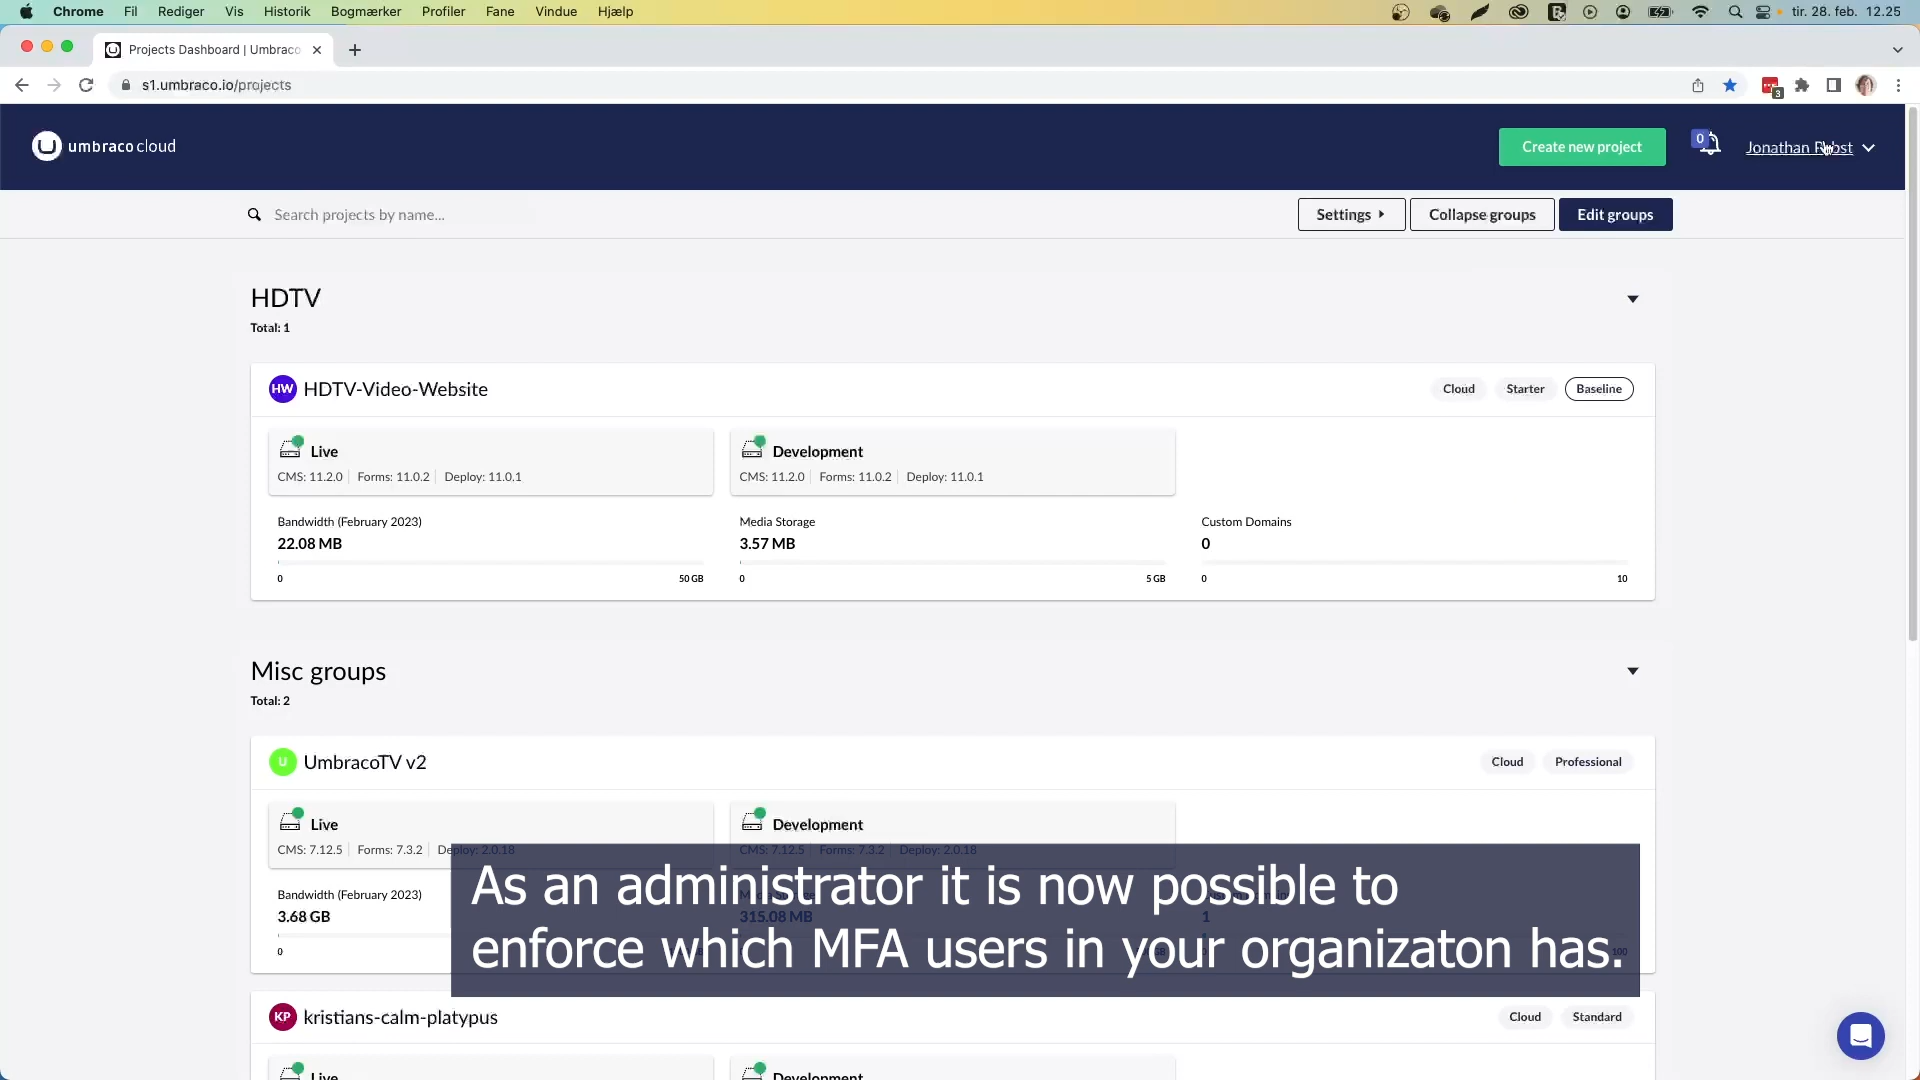 Chrome Fil Rediger Vis Historik Bogmærker Profiler Fane Vindue Hjælp tir. 28. feb. 12.25
Projects Dashboard | Umbraco
s1.umbraco.io/projects
3
umbraco cloud
Create new project
0
Jonathan
Search projects by name...
Settings
Collapse groups
Edit groups
HDTV
Total: 1
HW HDTV-Video-Website
Cloud Starter Baseline
Live
CMS: 11.2.0 Forms: 11.0.2 Deploy: 11.0.1
Development
CMS: 11.2.0 Forms: 11.0.2 Deploy: 11.0.1
Bandwidth (February 2023)
22.08 MB
0 50 GB
Media Storage
3.57 MB
0 5 GB
Custom Domains
0
0 10
Misc groups
Total: 2
U UmbracoTV v2
Cloud Professional
Live
CMS: 7.12.5 Forms: 7.3.2 Deploy: 2.0.18
Development
CMS: 7.12.5 Forms: 7.3.2 Deploy: 2.0.18
Bandwidth (February 2023)
3.68 GB
0
315.08 MB
1
100
As an administrator it is now possible to
enforce which MFA users in your organizaton has.
KP kristians-calm-platypus
Cloud Standard
Live
Development